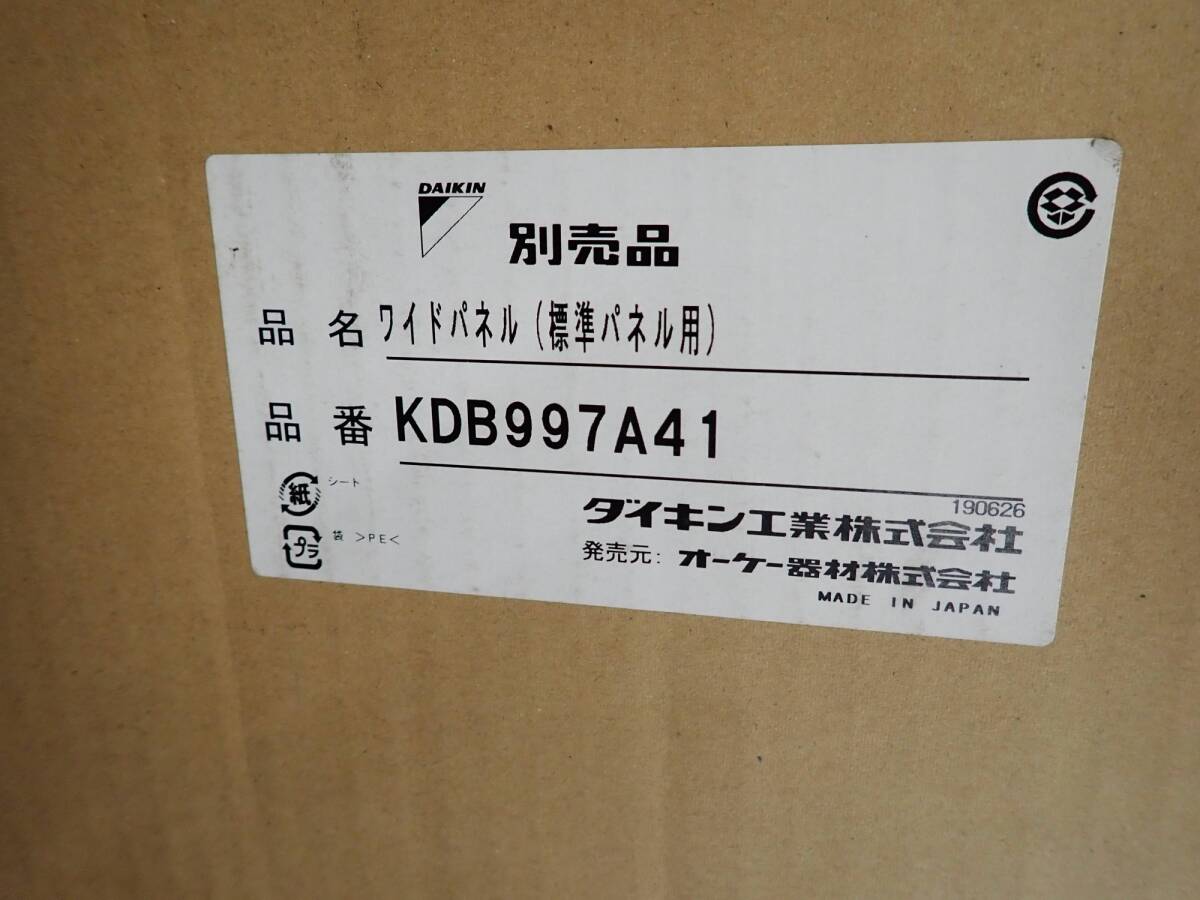 DAIKIN
別売品
品名 ワイドパネル(標準パネル用)
品番 KDB997A41
紙 シート
プラ 袋 >PE<
190626
ダイキン工業株式会社
発売元: オーケー器材株式会社
MADE IN JAPAN